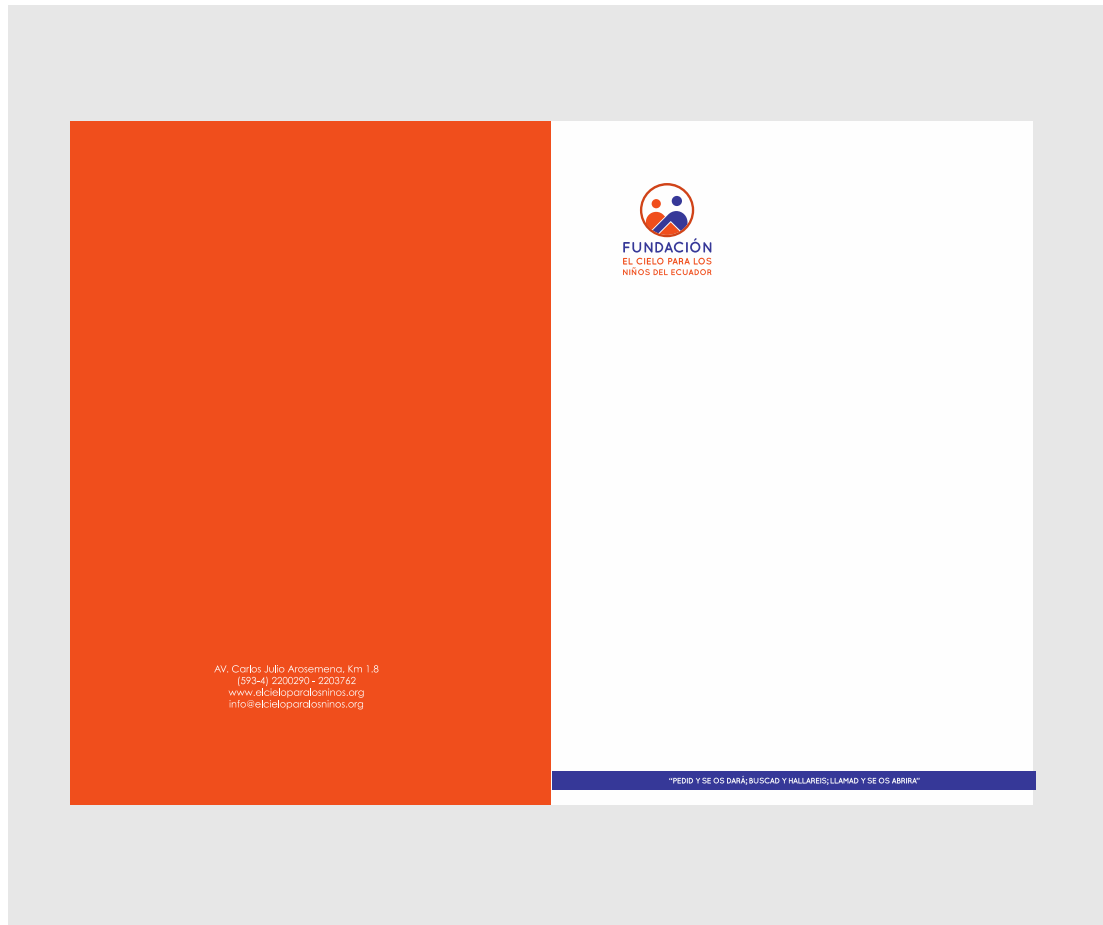 AV. Carlos Julio Arosemena. Km 1.8
(593-4) 2200290 - 2203762
www.elcieloparalosninos.org
info@elcieloparalosninos.org
FUNDACIÓN
EL CIELO PARA LOS
NIÑOS DEL ECUADOR
"PEDID Y SE OS DARÁ; BUSCAD Y HALLAREIS; LLAMAD Y SE OS ABRIRA"